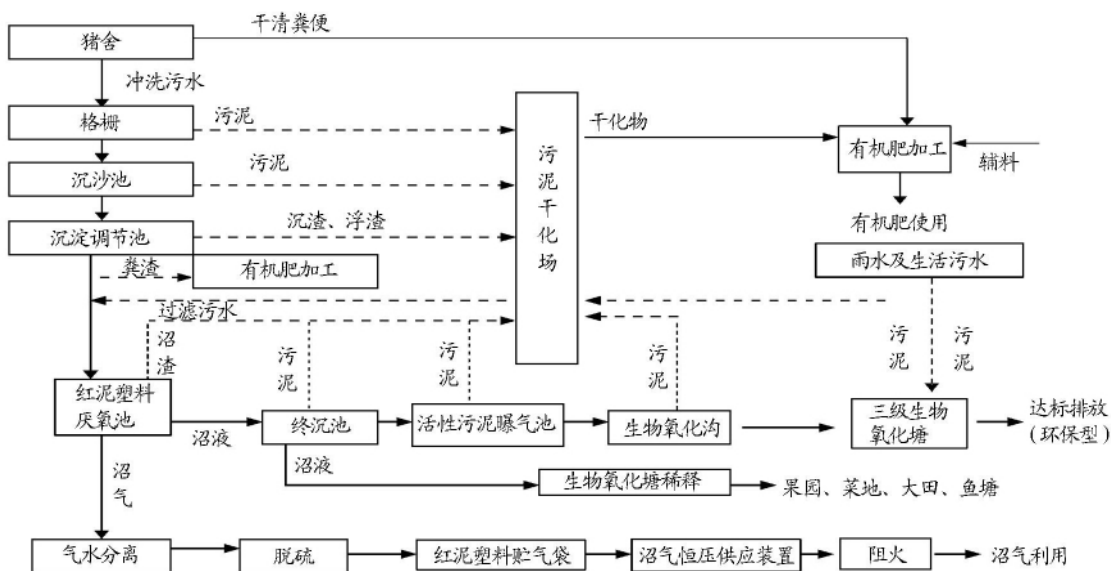 干清粪便
猪舍
冲洗污水
格栅
污泥
干化物
有机肥加工
辅料
沉沙池
污泥
污泥干化场
有机肥使用
沉淀调节池
沉渣、浮渣
粪渣
有机肥加工
雨水及生活污水
过滤污水
沼渣
污泥
污泥
污泥
污泥
污泥
红泥塑料
厌氧池
沼液
终沉池
活性污泥曝气池
生物氧化沟
三级生物
氧化塘
达标排放
(环保型)
沼气
沼液
生物氧化塘稀释
果园、菜地、大田、鱼塘
气水分离
脱硫
红泥塑料贮气袋
沼气恒压供应装置
阻火
沼气利用